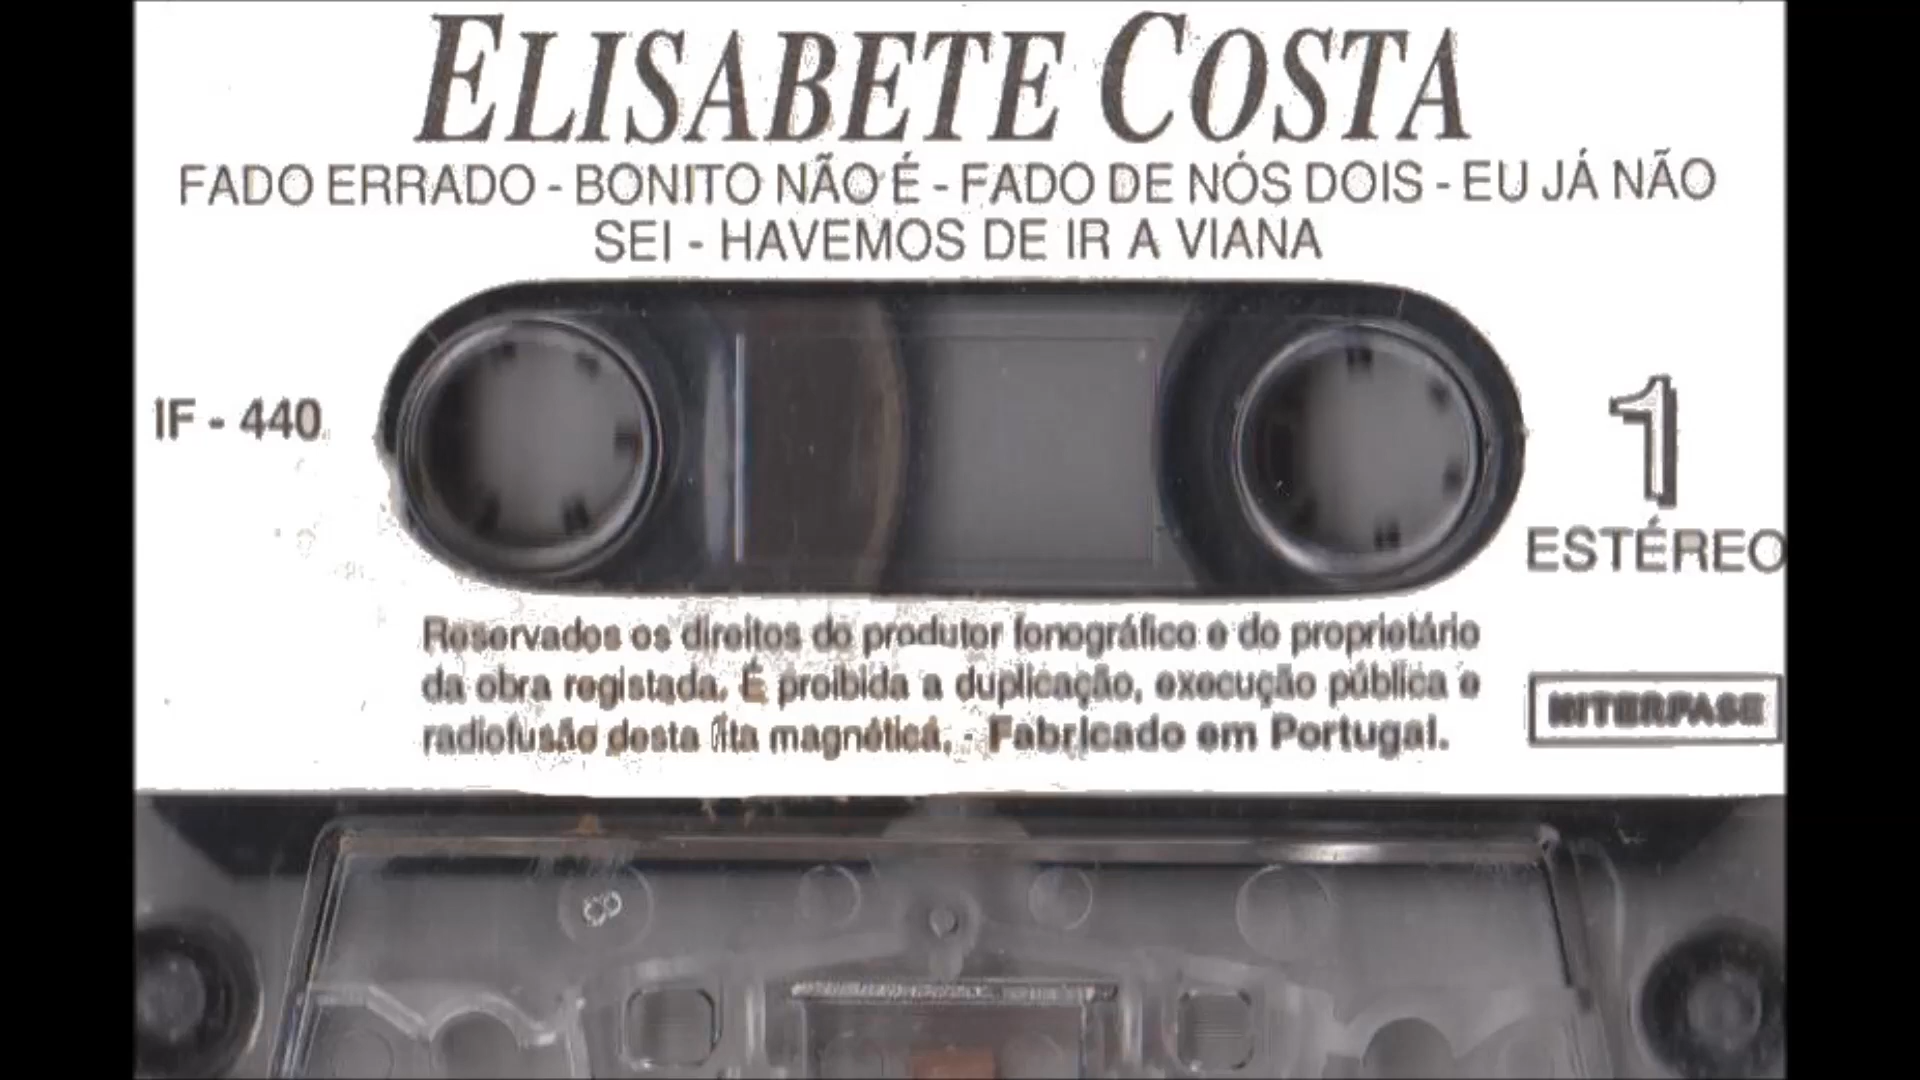 ELISABETE COSTA
FADO ERRADO - BONITO NÃO É - FADO DE NÓS DOIS - EU JÁ NÃO
SEI - HAVEMOS DE IR A VIANA
IF - 440
1
ESTÉREO
Reservados os direitos do produtor fonográfico e do proprietário
da obra registada. É proibida a duplicação, execução pública e
radiofusão desta fita magnética. - Fabricado em Portugal.
INTERFASE
8